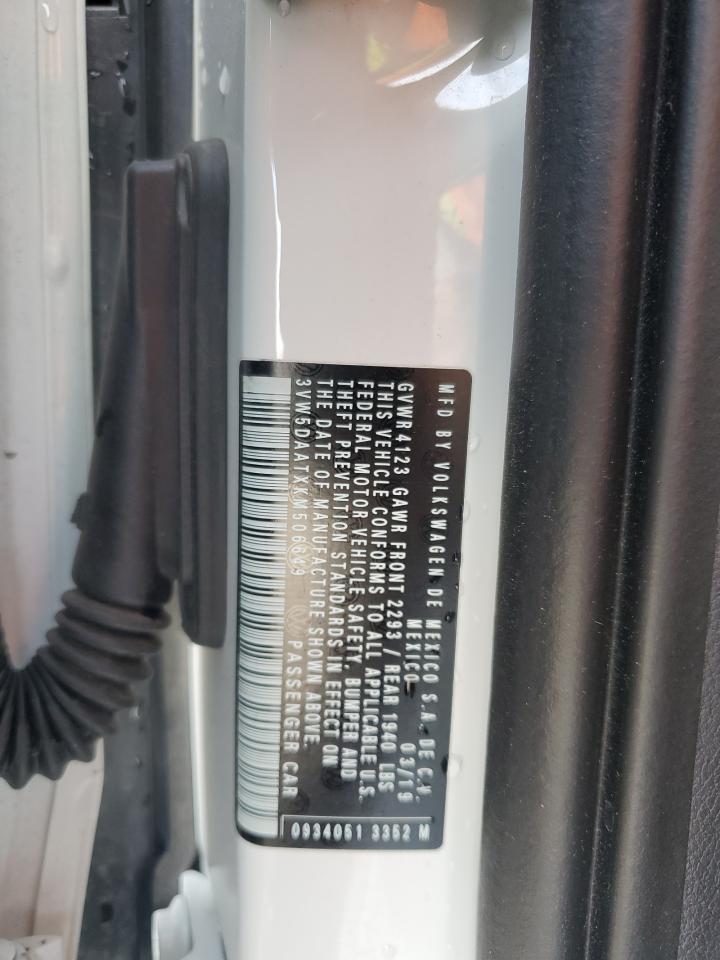 MFD BY VOLKSWAGEN DE MEXICO S.A. DE C.V.
MEXICO 03/19
GVWR 4123 GAWR FRONT 2293 / REAR 1940 LBS
THIS VEHICLE CONFORMS TO ALL APPLICABLE U.S.
FEDERAL MOTOR VEHICLE SAFETY, BUMPER AND
THEFT PREVENTION STANDARDS IN EFFECT ON
THE DATE OF MANUFACTURE SHOWN ABOVE.
3VW5DAATXKM506649 PASSENGER CAR
0934051 3352 M